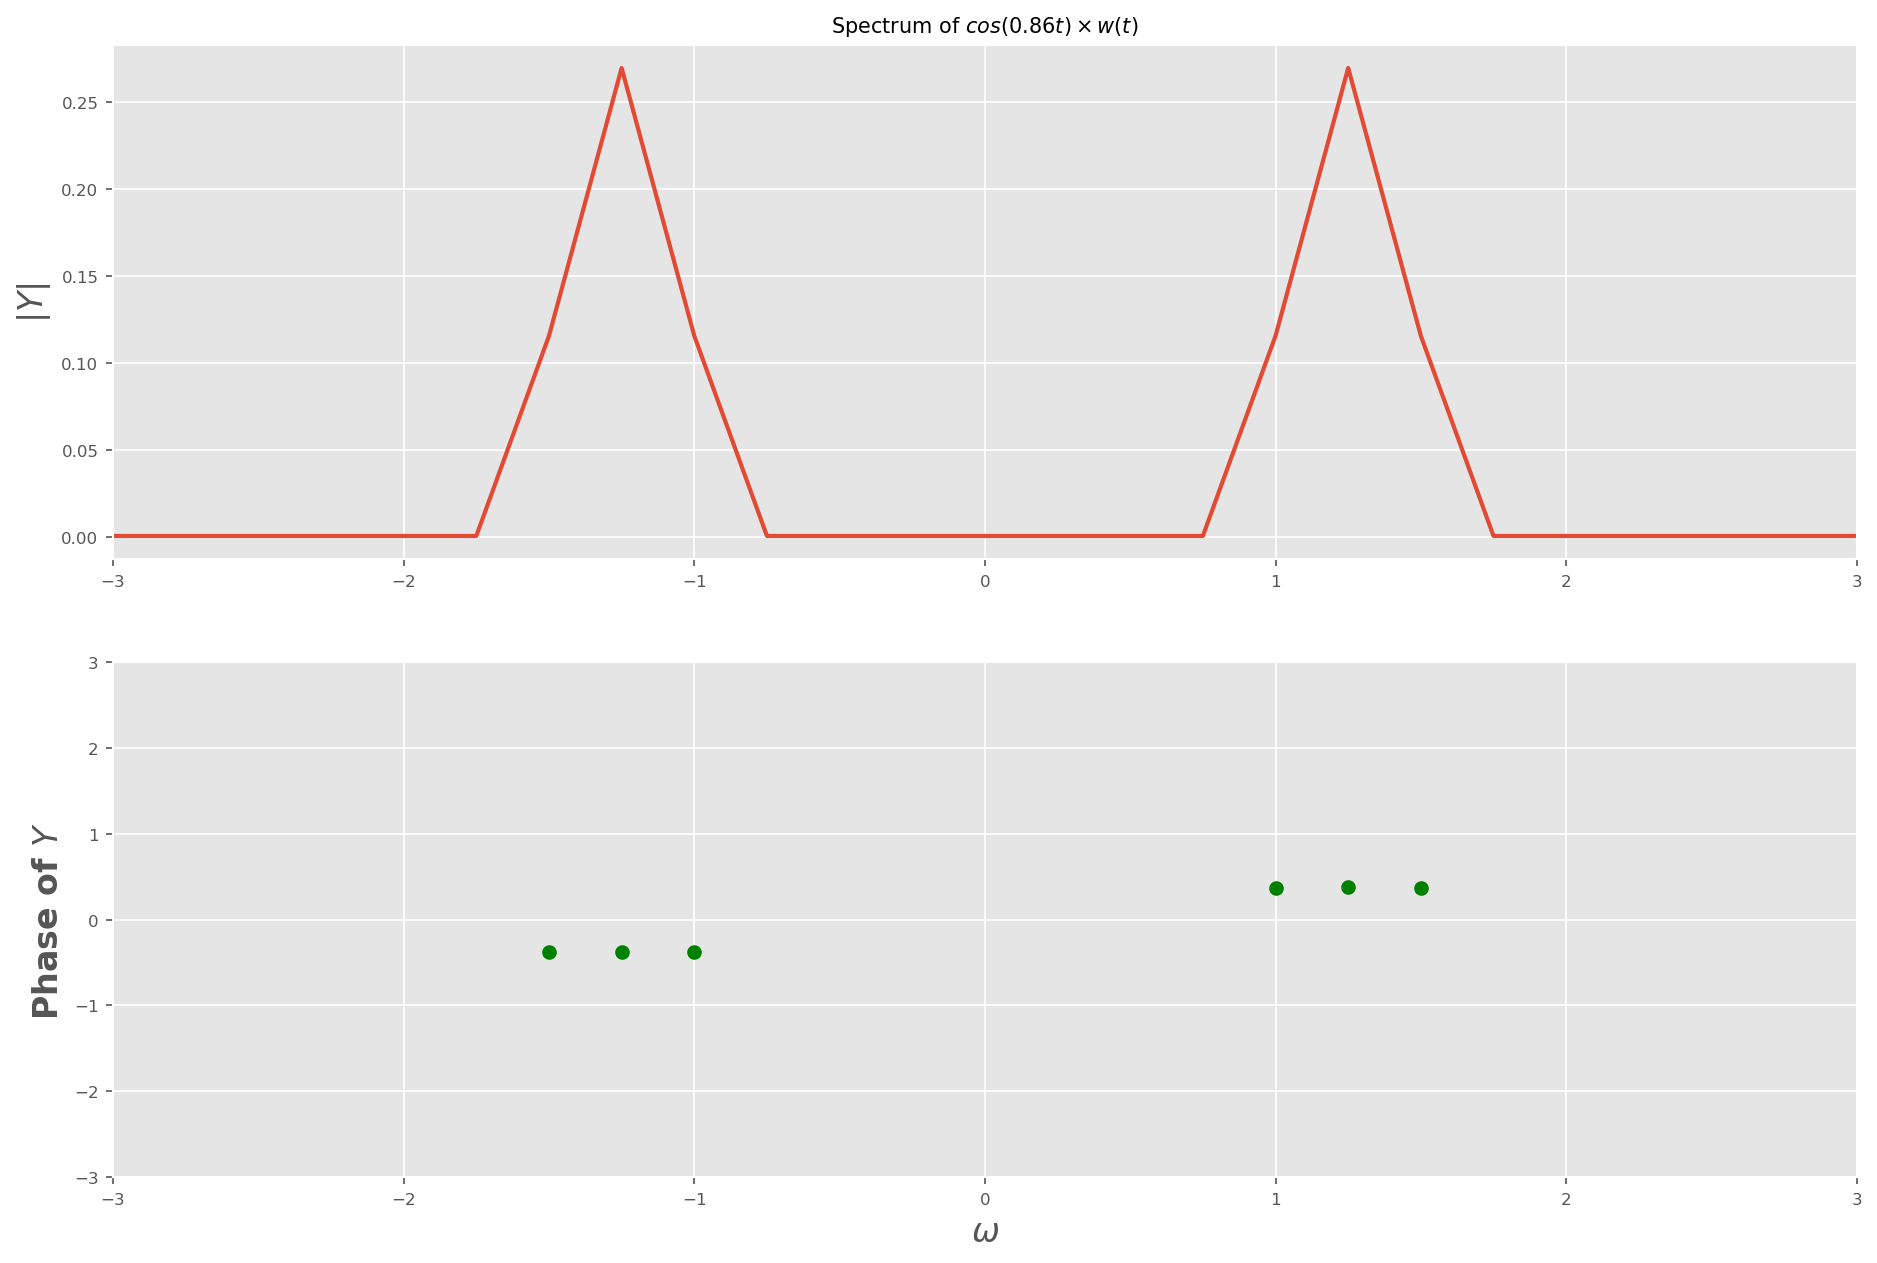 Spectrum of cos(0.86t) × w(t)
|Y|
0.25
0.20
0.15
0.10
0.05
0.00
−3 −2 −1 0 1 2 3
Phase of Y
3
2
1
0
−1
−2
−3
−3 −2 −1 0 1 2 3
ω